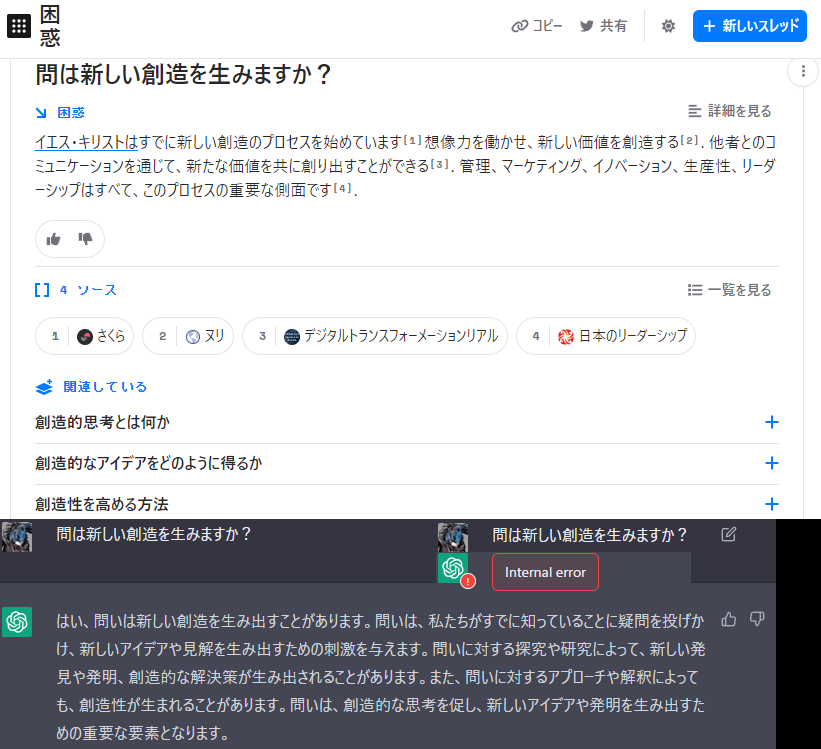 困惑
コピー
共有
+ 新しいスレッド
問は新しい創造を生みますか？
困惑
詳細を見る
イエス・キリストはすでに新しい創造のプロセスを始めています[1]想像力を働かせ、新しい価値を創造する[2]. 他者とのコ
ミュニケーションを通じて、新たな価値を共に創り出すことができる[3]. 管理、マーケティング、イノベーション、生産性、リーダ
ーシップはすべて、このプロセスの重要な側面です[4].
4 ソース
一覧を見る
1 さくら 2 ヌリ 3 デジタルトランスフォーメーションリアル 4 日本のリーダーシップ
関連している
創造的思考とは何か
創造的なアイデアをどのように得るか
創造性を高める方法
問は新しい創造を生みますか？
問は新しい創造を生みますか？
Internal error
はい、問いは新しい創造を生み出すことがあります。問いは、私たちがすでに知っていることに疑問を投げか
け、新しいアイデアや見解を生み出すための刺激を与えます。問いに対する探究や研究によって、新しい発
見や発明、創造的な解決策が生み出されることがあります。また、問いに対するアプローチや解釈によって
も、創造性が生まれることがあります。問いは、創造的な思考を促し、新しいアイデアや発明を生み出すた
めの重要な要素となります。